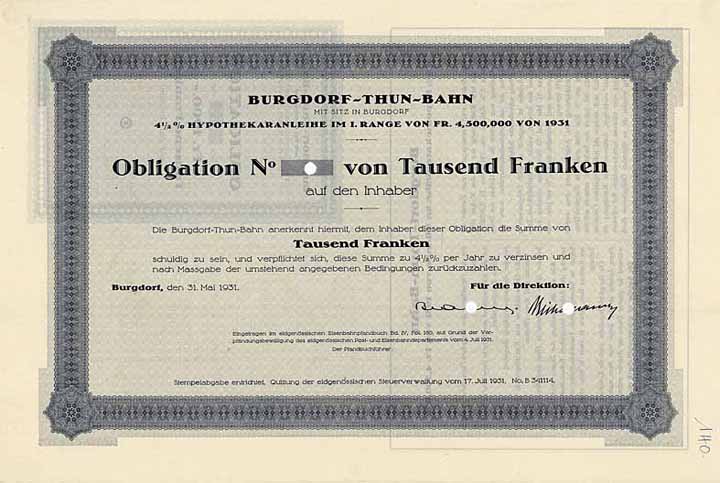 BURGDORF-THUN-BAHN
MIT SITZ IN BURGDORF
4½% HYPOTHEKARANLEIHE IM I. RANGE VON FR. 4,500,000 VON 1931
Obligation No von Tausend Franken
auf den Inhaber
Die Burgdorf-Thun-Bahn anerkennt hiermit, dem Inhaber dieser Obligation die Summe von
Tausend Franken
schuldig zu sein, und verpflichtet sich, diese Summe zu 4½% per Jahr zu verzinsen und
nach Massgabe der umstehend angegebenen Bedingungen zurückzuzahlen.
Burgdorf, den 31. Mai 1931.
Für die Direktion:
Eingetragen im eidgenössischen Eisenbahnpfandbuch Bd. IV, Fol. 160, auf Grund der Ver-
pfändungsbewilligung des eidgenössischen Post- und Eisenbahndepartements vom 4. Juli 1931.
Der Pfandbuchführer:
Stempelabgabe entrichtet, Quittung der eidgenössischen Steuerverwaltung vom 17. Juli 1931, No. B 341114.
140.